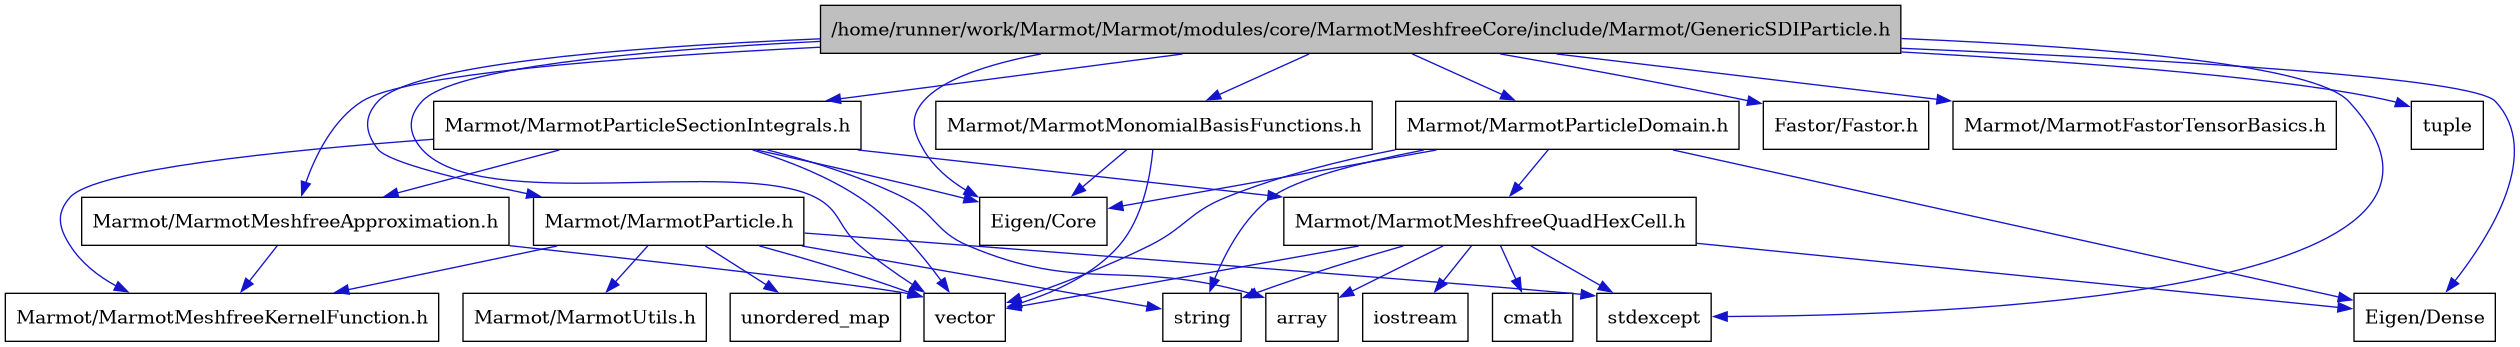 /home/runner/work/Marmot/Marmot/modules/core/MarmotMeshfreeCore/include/Marmot/GenericSDIParticle.h
Marmot/MarmotParticleSectionIntegrals.h
Marmot/MarmotMonomialBasisFunctions.h
Marmot/MarmotParticleDomain.h
Fastor/Fastor.h
Marmot/MarmotFastorTensorBasics.h
tuple
Marmot/MarmotMeshfreeApproximation.h
Marmot/MarmotParticle.h
Eigen/Core
Marmot/MarmotMeshfreeQuadHexCell.h
Marmot/MarmotMeshfreeKernelFunction.h
Marmot/MarmotUtils.h
unordered_map
vector
string
array
iostream
cmath
stdexcept
Eigen/Dense